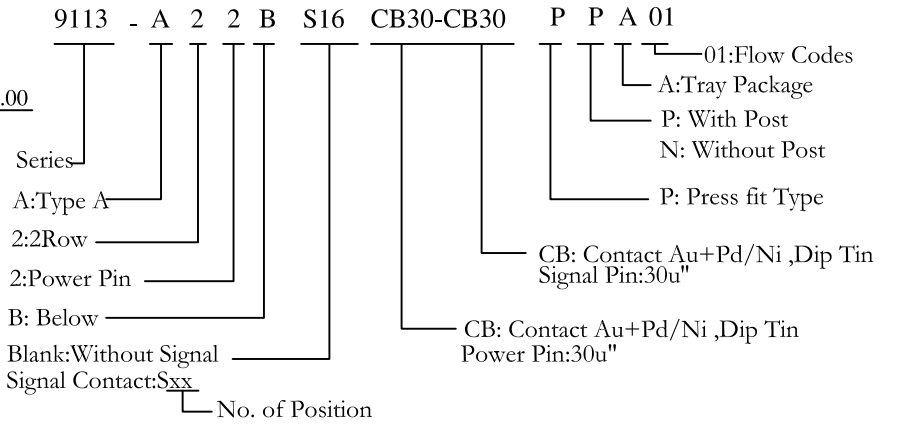 9113 - A 2 2 B S16 CB30-CB30 P P A 01
01:Flow Codes
A:Tray Package
.00
P: With Post
N: Without Post
Series
A:Type A
P: Press fit Type
2:2Row
CB: Contact Au+Pd/Ni ,Dip Tin
Signal Pin:30u"
2:Power Pin
B: Below
CB: Contact Au+Pd/Ni ,Dip Tin
Power Pin:30u"
Blank:Without Signal
Signal Contact:Sxx
No. of Position